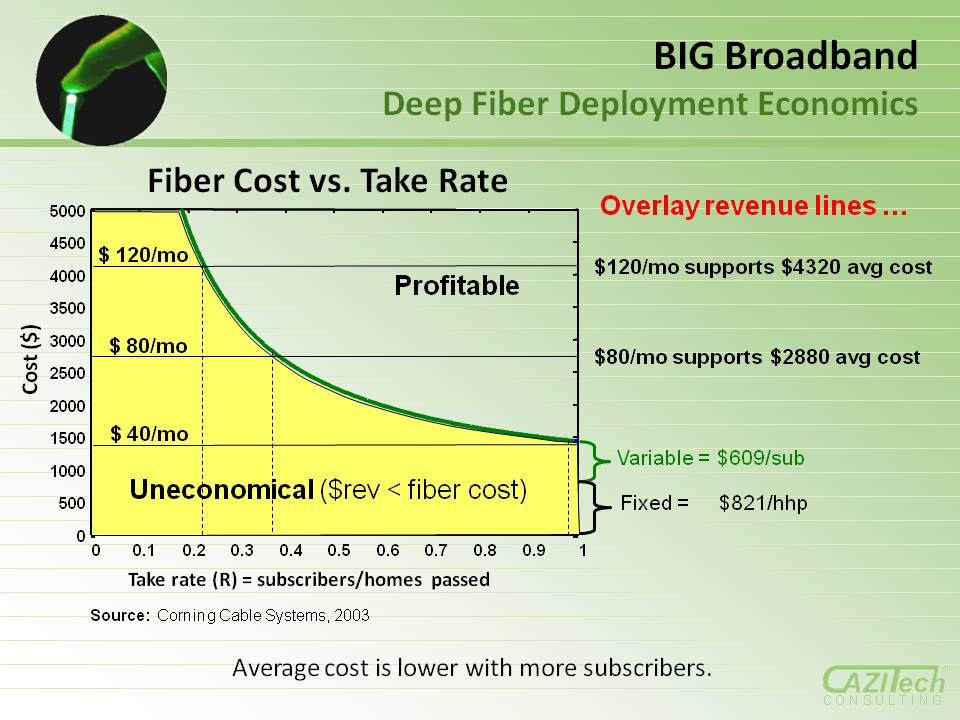 BIG Broadband
Deep Fiber Deployment Economics
Fiber Cost vs. Take Rate
Overlay revenue lines …
5000
4500
4000
3500
3000
2500
2000
1500
1000
500
0
Cost ($)
$ 120/mo
$ 80/mo
$ 40/mo
Profitable
Uneconomical ($rev < fiber cost)
$120/mo supports $4320 avg cost
$80/mo supports $2880 avg cost
Variable = $609/sub
Fixed = $821/hhp
0 0.1 0.2 0.3 0.4 0.5 0.6 0.7 0.8 0.9 1
Take rate (R) = subscribers/homes passed
Source: Corning Cable Systems, 2003
Average cost is lower with more subscribers.
CAZITech
CONSULTING